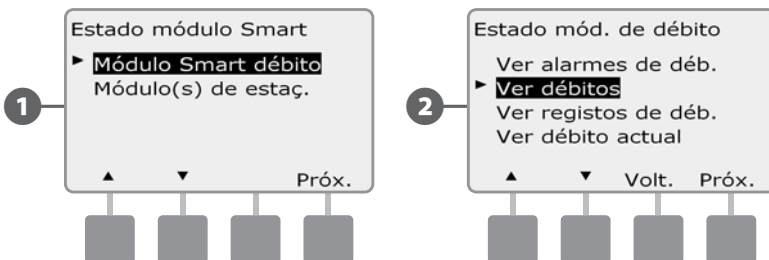 1
Estado módulo Smart
► Módulo Smart débito
Módulo(s) de estaç.
▲ ▼ Próx.
2
Estado mód. de débito
Ver alarmes de déb.
► Ver débitos
Ver registos de déb.
Ver débito actual
▲ ▼ Volt. Próx.